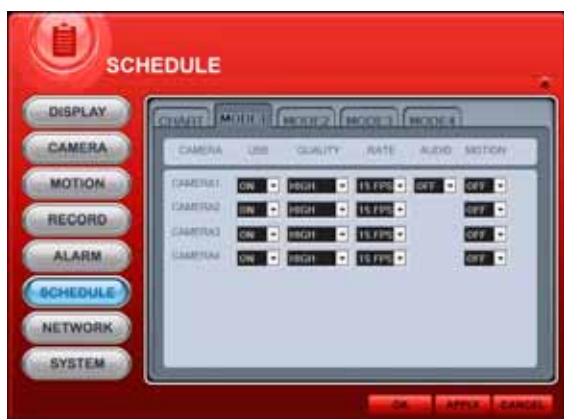 SCHEDULE
DISPLAY
CAMERA
MOTION
RECORD
ALARM
SCHEDULE
NETWORK
SYSTEM
CHART MODE1 MODE2 MODE3 MODE4
CAMERA USE QUALITY RATE AUDIO MOTION
CAMERA1 ON HIGH 15 FPS OFF OFF
CAMERA2 ON HIGH 15 FPS OFF
CAMERA3 ON HIGH 15 FPS OFF
CAMERA4 ON HIGH 15 FPS OFF
OK APPLY CANCEL